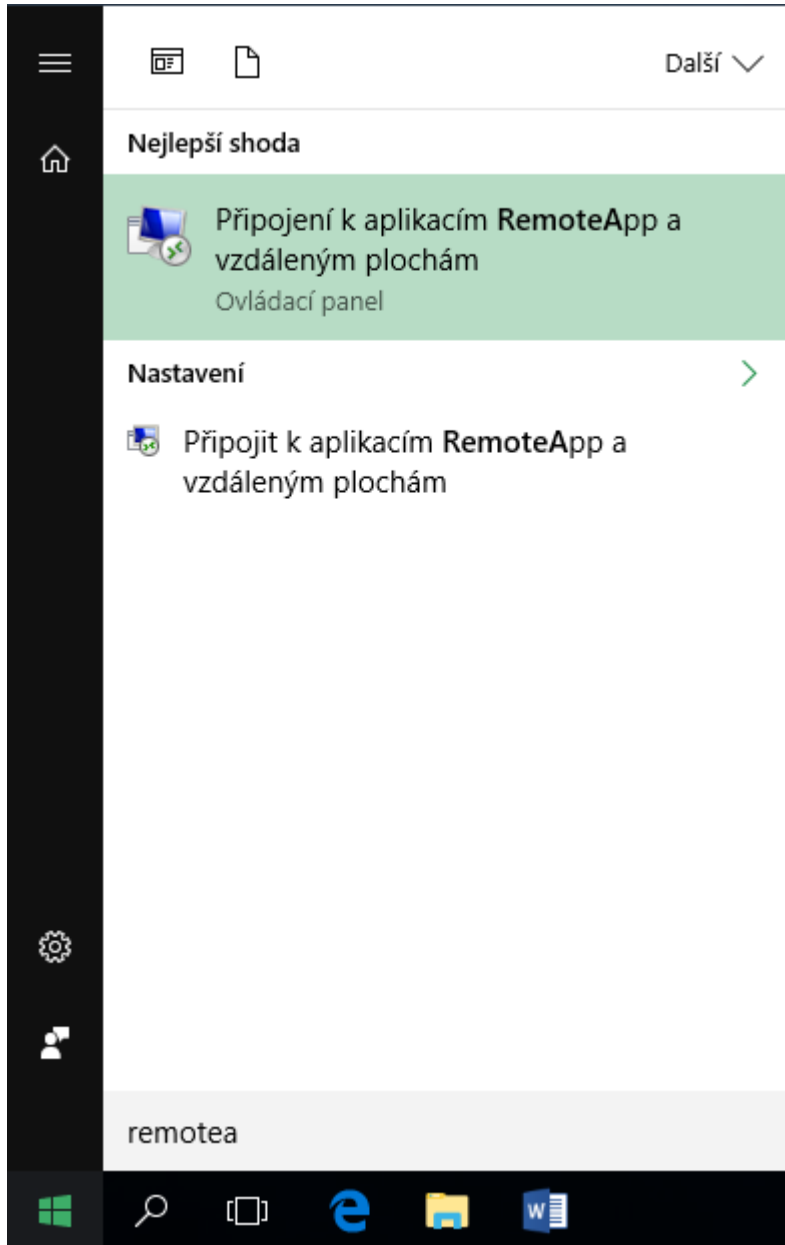 Další
Nejlepší shoda
Připojení k aplikacím RemoteApp a
vzdáleným plochám
Ovládací panel
Nastavení
Připojit k aplikacím RemoteApp a
vzdáleným plochám
remotea